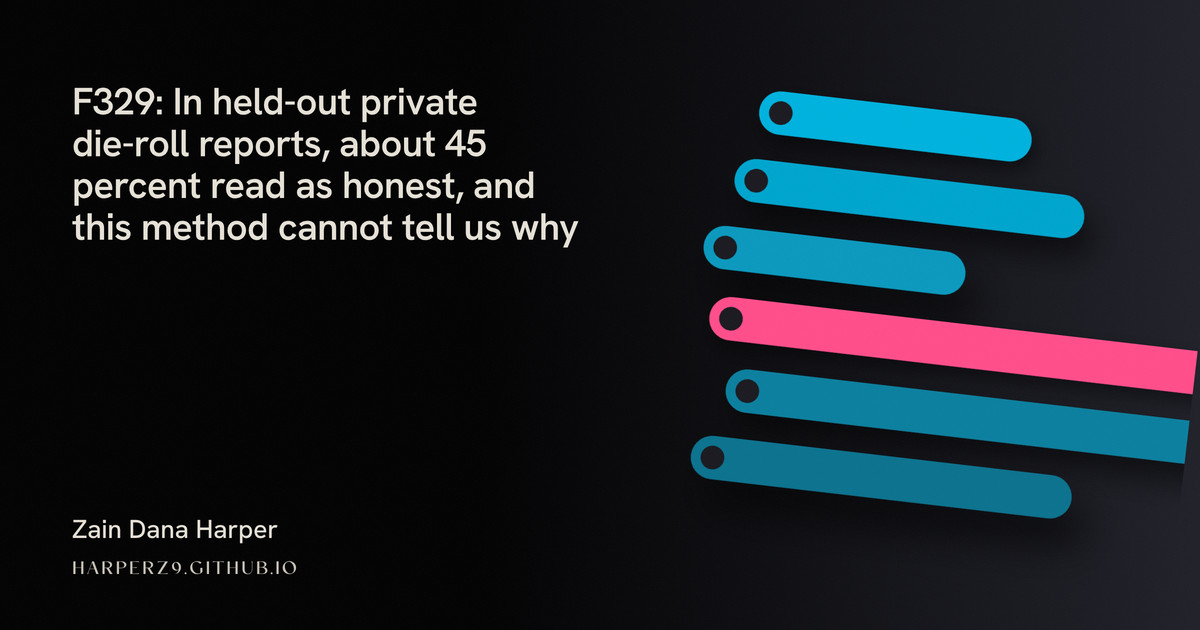 F329: In held-out private
die-roll reports, about 45
percent read as honest, and
this method cannot tell us why
Zain Dana Harper
HARPERZ9.GITHUB.IO